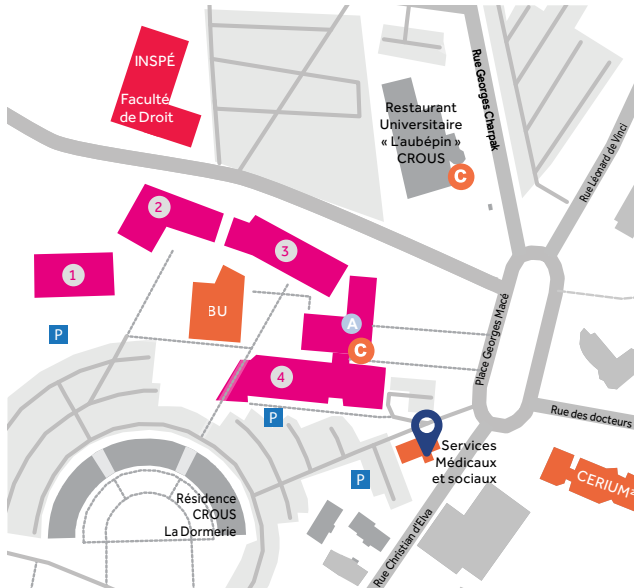 INSPÉ
Faculté
de Droit
Restaurant
Universitaire
« L'aubépin »
CROUS
C
Rue Georges Charpak
Rue Léonard de Vinci
2
3
1
P
BU
A
C
Place Georges Macé
4
P
Rue des docteurs
Services
Médicaux
et sociaux
P
CERIUM²
Résidence
CROUS
La Dormerie
Rue Christian d'Elva